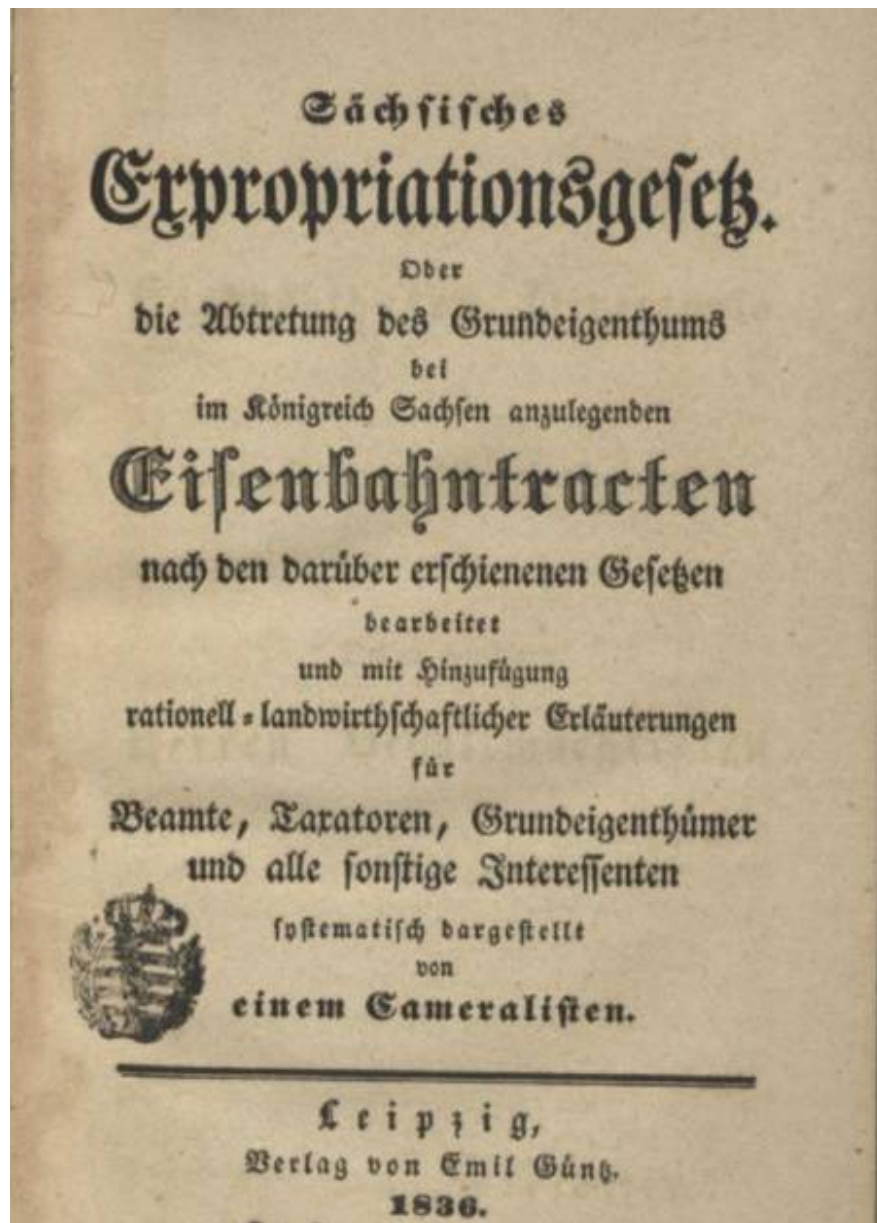 Sächsisches
Expropriationsgesetz.
Oder
die Abtretung des Grundeigenthums
bei
im Königreich Sachsen anzulegenden
Eisenbahntracten
nach den darüber erschienenen Gesetzen
bearbeitet
und mit Hinzufügung
rationell-landwirthschaftlicher Erläuterungen
für
Beamte, Taxatoren, Grundeigenthümer
und alle sonstige Interessenten
systematisch dargestellt
von
einem Cameralisten.
Leipzig,
Verlag von Emil Güntz.
1836.